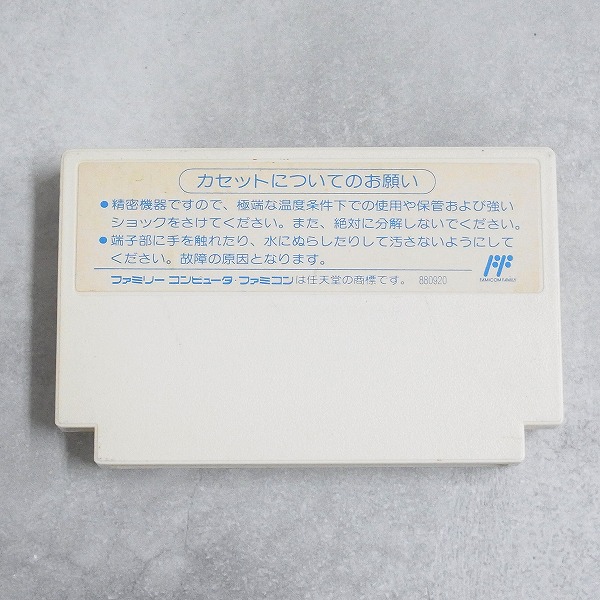 カセットについてのお願い
●精密機器ですので、極端な温度条件下での使用や保管および強い
ショックをさけてください。また、絶対に分解しないでください。
●端子部に手を触れたり、水にぬらしたりして汚さないようにして
ください。故障の原因となります。
ファミリーコンピュータ・ファミコンは任天堂の商標です。 880920
FAMICOM FAMILY